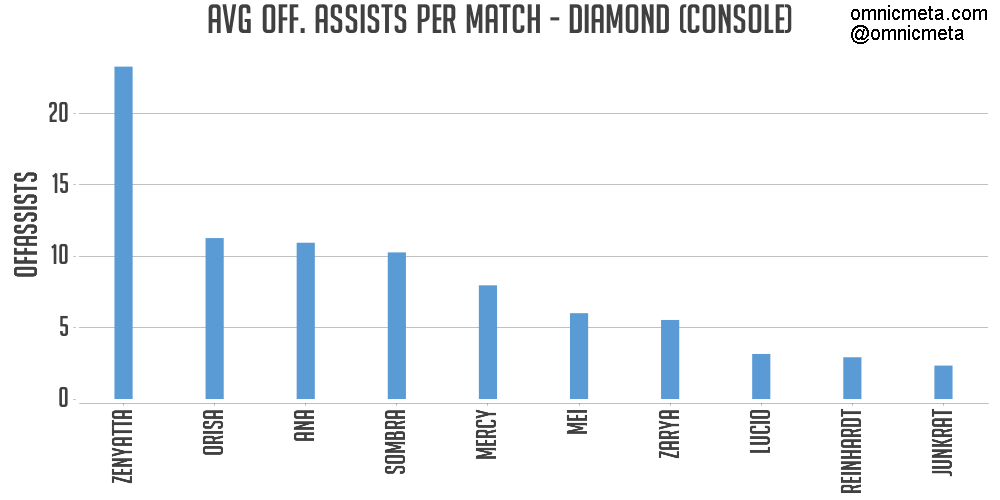 AVG OFF. ASSISTS PER MATCH - DIAMOND (CONSOLE)
omnicmeta.com
@omnicmeta
OFFASSISTS
20
15
10
5
0
ZENYATTA
ORISA
ANA
SOMBRA
MERCY
MEI
ZARYA
LUCIO
REINHARDT
JUNKRAT